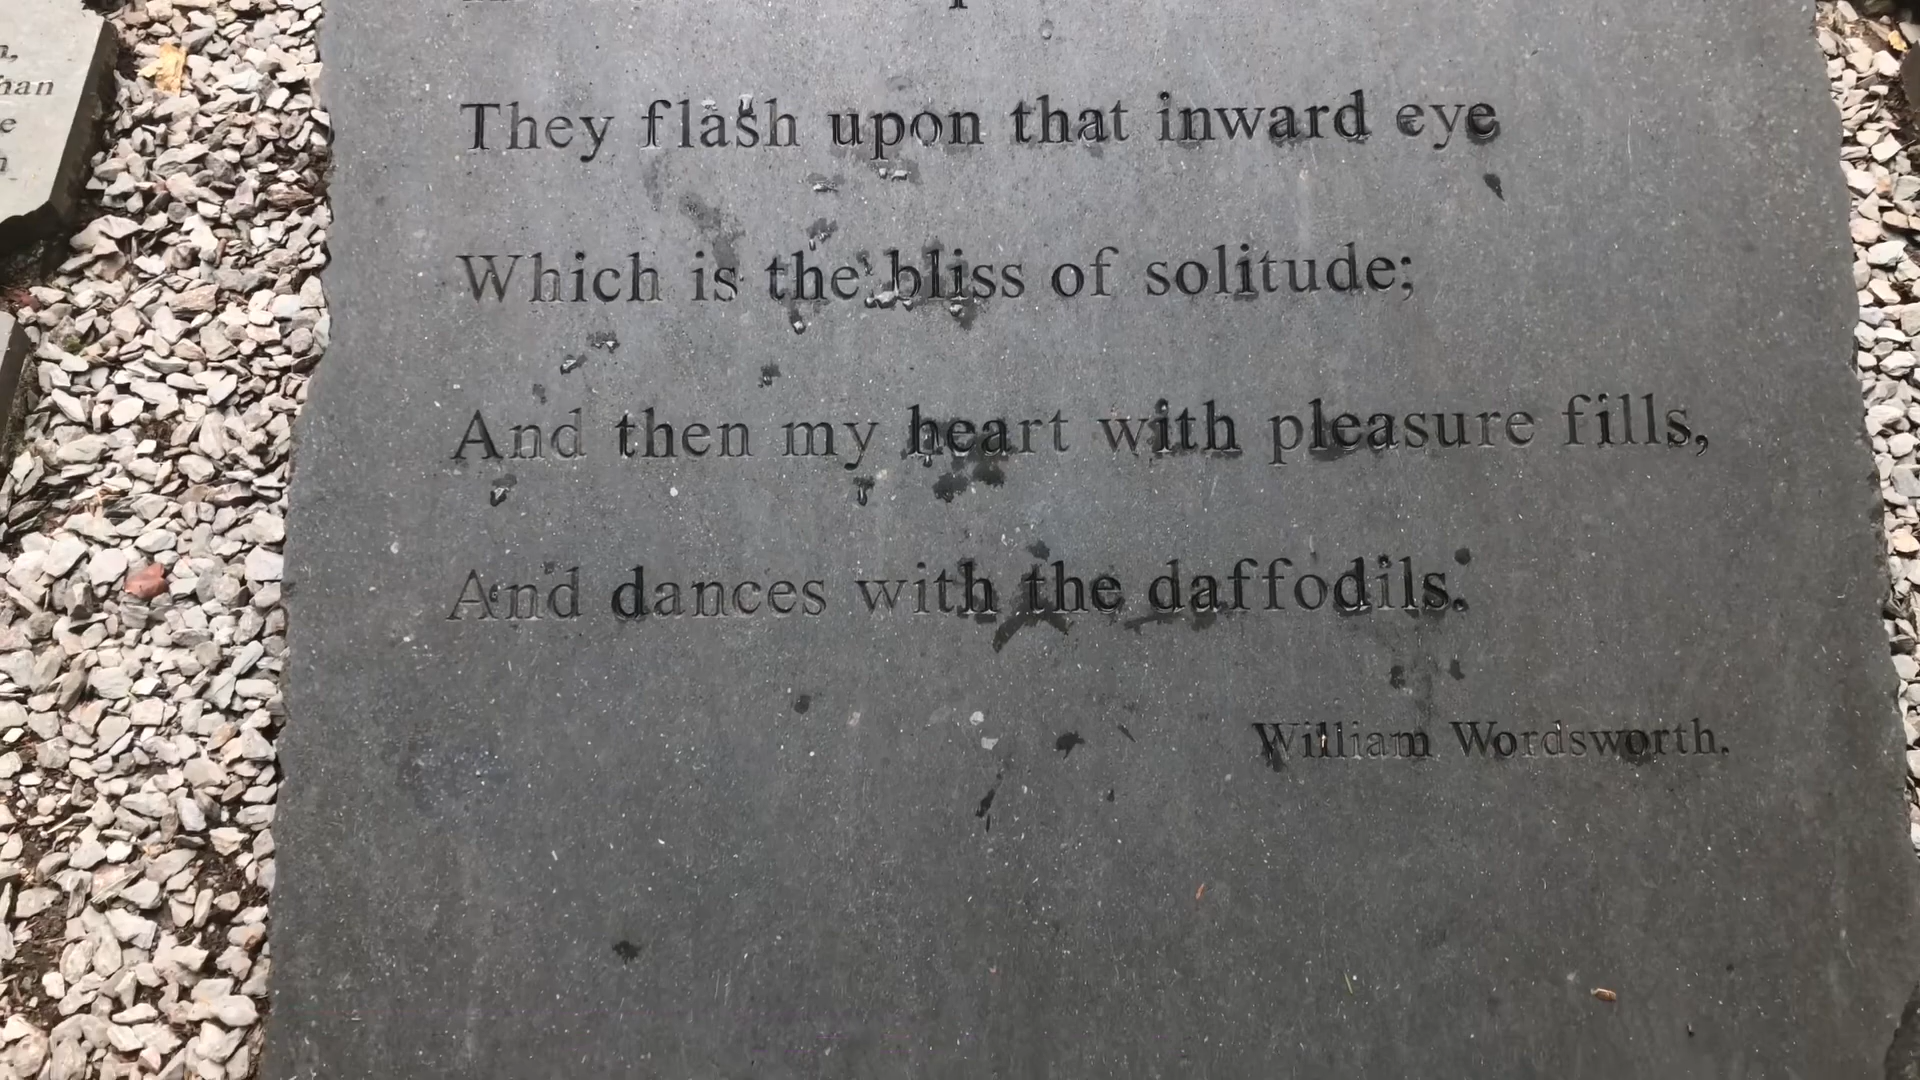 han
e
They flash upon that inward eye
Which is the bliss of solitude;
And then my heart with pleasure fills,
And dances with the daffodils.
William Wordsworth.